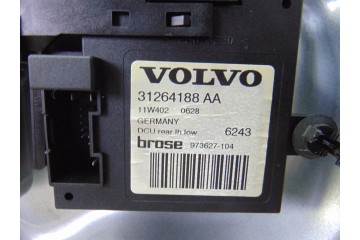 VOLVO
31264188 AA
11W402 0628
GERMANY
DCU rear lh low 6243
brose 973627-104